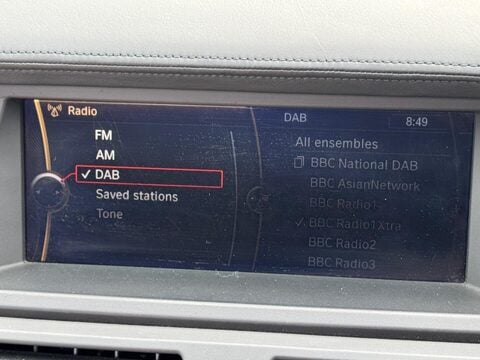 Radio
FM
AM
DAB
Saved stations
Tone
DAB
8:49
All ensembles
BBC National DAB
BBC AsianNetwork
BBC Radio1
BBC Radio1Xtra
BBC Radio2
BBC Radio3